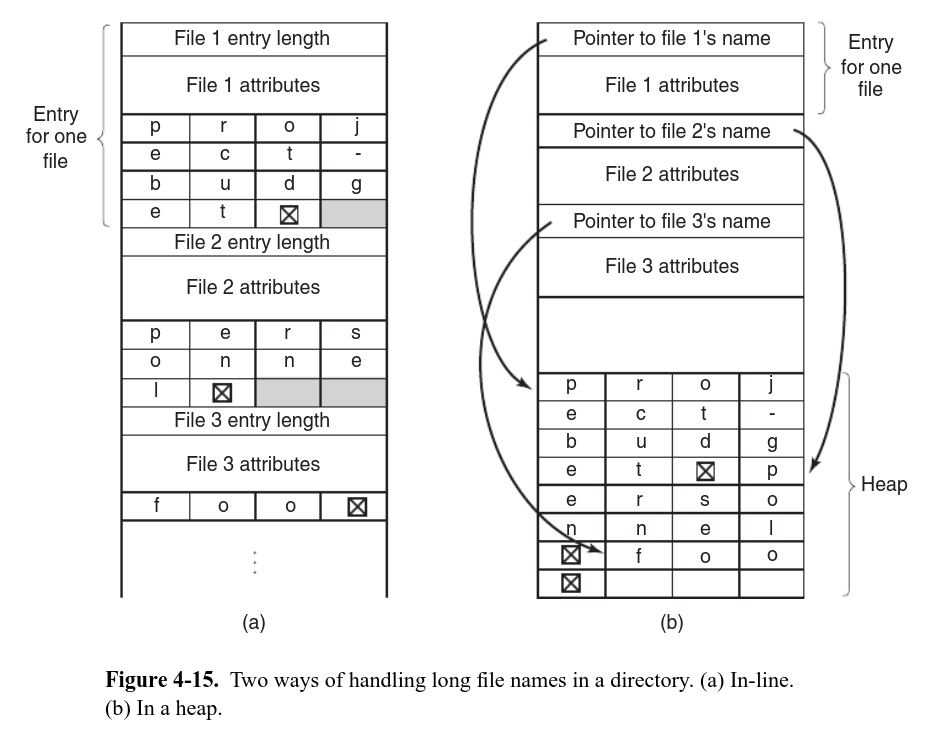 File 1 entry length
File 1 attributes
Entry
for one
file
p r o j
e c t -
b u d g
e t
File 2 entry length
File 2 attributes
p e r s
o n n e
l
File 3 entry length
File 3 attributes
f o o
(a)
Pointer to file 1's name
File 1 attributes
Entry
for one
file
Pointer to file 2's name
File 2 attributes
Pointer to file 3's name
File 3 attributes
p r o j
e c t -
b u d g
e t p
e r s o
n n e l
f o o
Heap
(b)
Figure 4-15. Two ways of handling long file names in a directory. (a) In-line.
(b) In a heap.